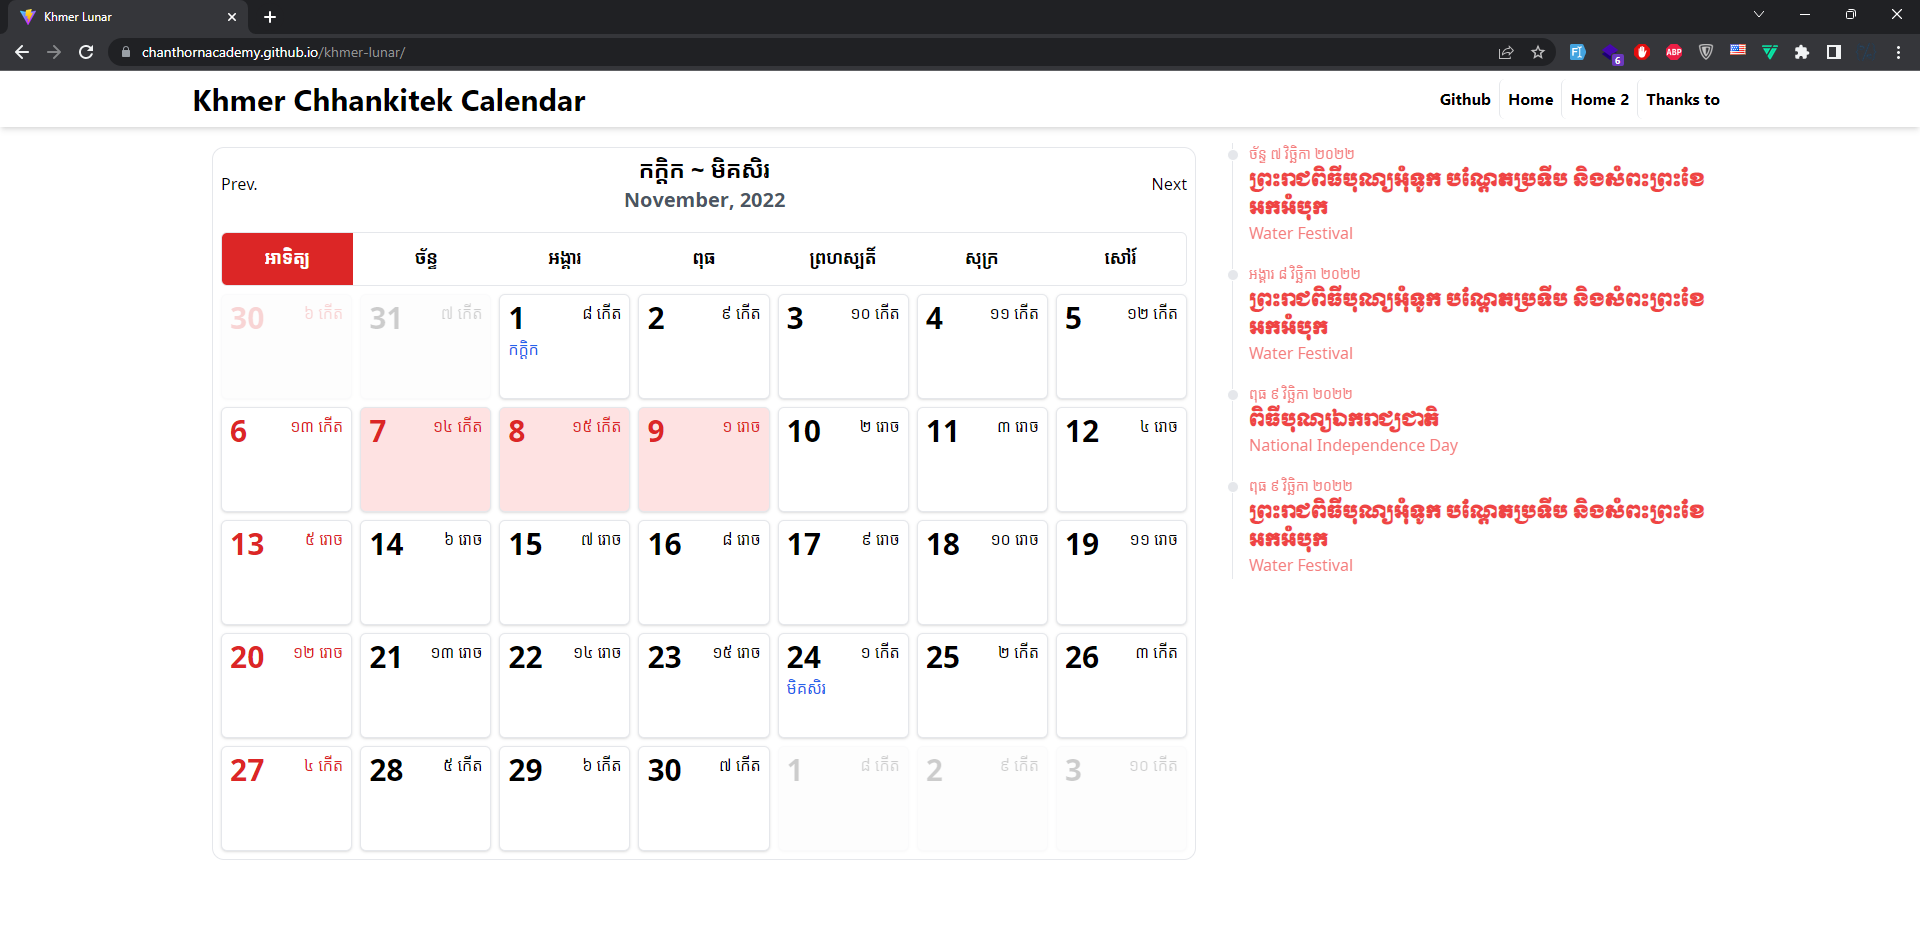 Khmer Lunar
chanthornacademy.github.io/khmer-lunar/
6
ABP
Khmer Chhankitek Calendar
Github
Home
Home 2
Thanks to
Prev.
កក្ដិក ~ មិគសិរ
November, 2022
Next
អាទិត្យ ច័ន្ទ អង្គារ ពុធ ព្រហស្បតិ៍ សុក្រ សៅរ៍
30 ៦ កើត 31 ៧ កើត 1 ៨ កើត 2 ៩ កើត 3 ១០ កើត 4 ១១ កើត 5 ១២ កើត
កក្ដិក
6 ១៣ កើត 7 ១៤ កើត 8 ១៥ កើត 9 ១ រោច 10 ២ រោច 11 ៣ រោច 12 ៤ រោច
13 ៥ រោច 14 ៦ រោច 15 ៧ រោច 16 ៨ រោច 17 ៩ រោច 18 ១០ រោច 19 ១១ រោច
20 ១២ រោច 21 ១៣ រោច 22 ១៤ រោច 23 ១៥ រោច 24 ១ កើត 25 ២ កើត 26 ៣ កើត
មិគសិរ
27 ៤ កើត 28 ៥ កើត 29 ៦ កើត 30 ៧ កើត 1 ៨ កើត 2 ៩ កើត 3 ១០ កើត
ច័ន្ទ ៧ វិច្ឆិកា ២០២២
ព្រះរាជពិធីបុណ្យអុំទូក បណ្ដែតប្រទីប និងសំពះព្រះខែ
អកអំបុក
Water Festival
អង្គារ ៨ វិច្ឆិកា ២០២២
ព្រះរាជពិធីបុណ្យអុំទូក បណ្ដែតប្រទីប និងសំពះព្រះខែ
អកអំបុក
Water Festival
ពុធ ៩ វិច្ឆិកា ២០២២
ពិធីបុណ្យឯករាជ្យជាតិ
National Independence Day
ពុធ ៩ វិច្ឆិកា ២០២២
ព្រះរាជពិធីបុណ្យអុំទូក បណ្ដែតប្រទីប និងសំពះព្រះខែ
អកអំបុក
Water Festival